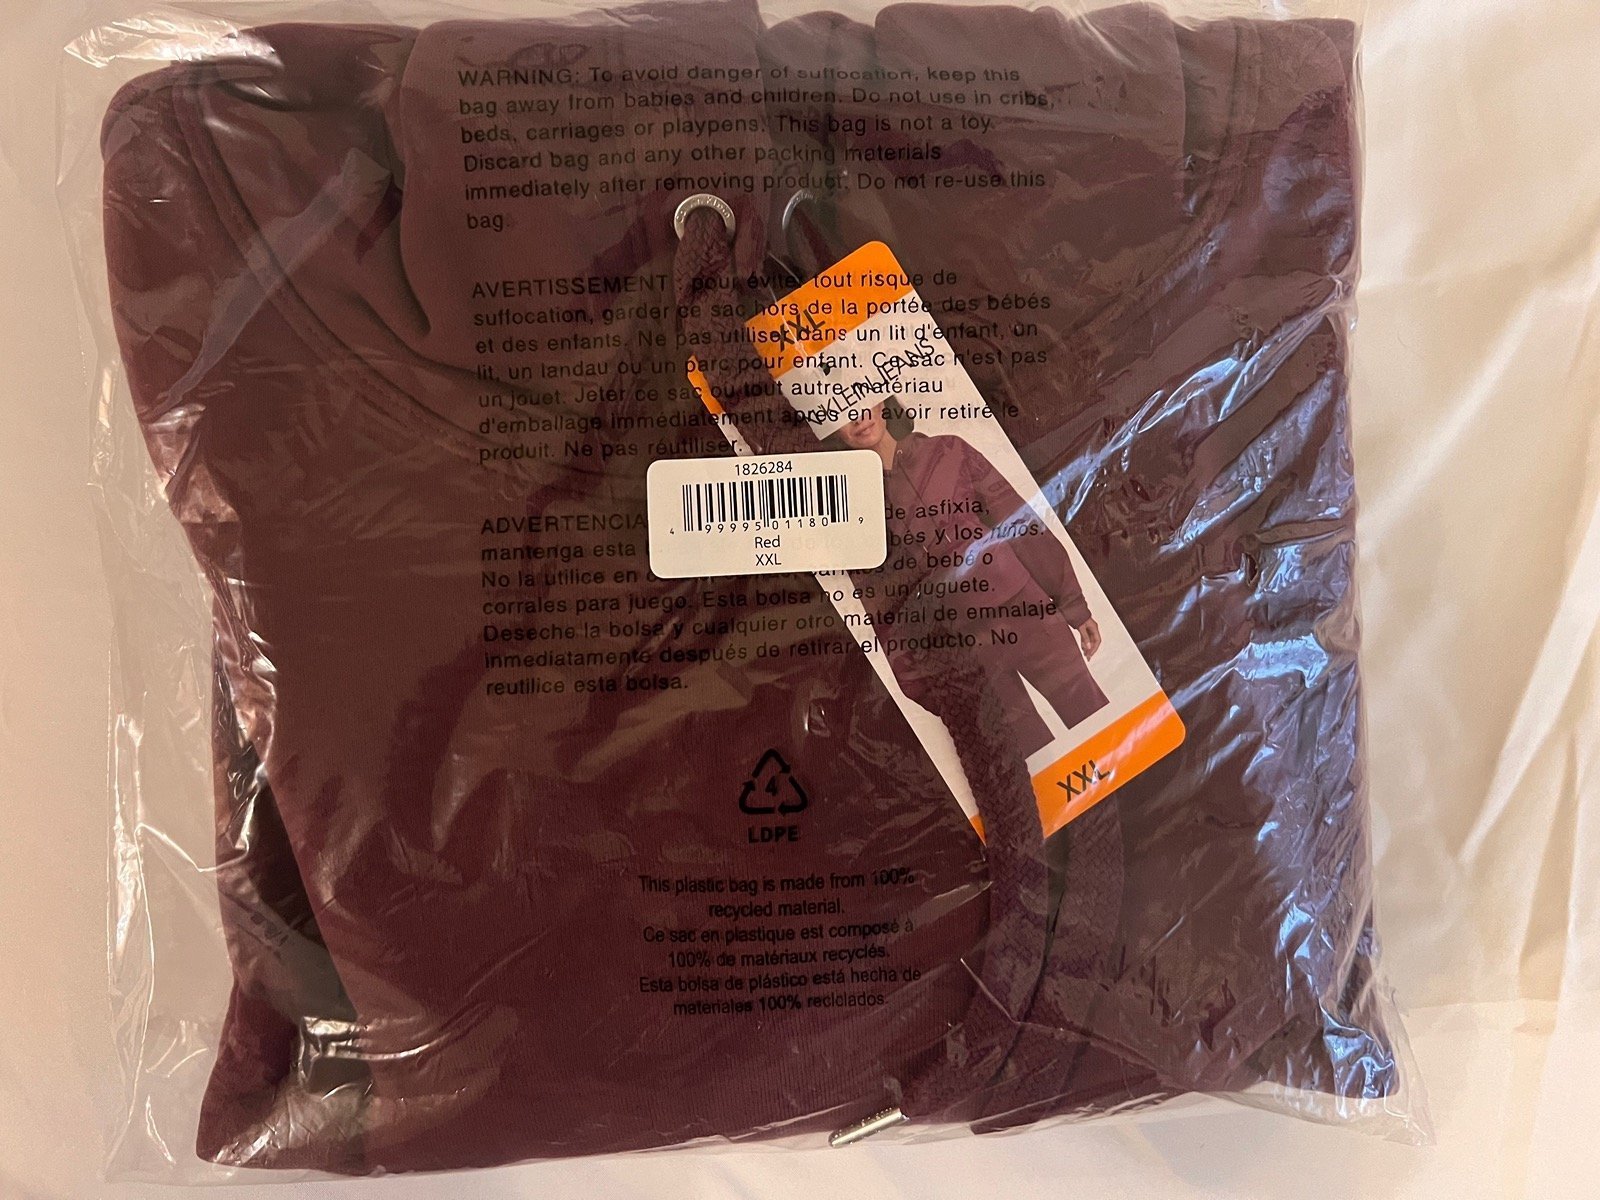 WARNING: To avoid danger of suffocation, keep this
bag away from babies and children. Do not use in cribs,
beds, carriages or playpens. This bag is not a toy.
Discard bag and any other packing materials
immediately after removing product. Do not re-use this
bag.
AVERTISSEMENT : pour éviter tout risque de
suffocation, garder ce sac hors de la portée des bébés
et des enfants. Ne pas utiliser dans un lit d'enfant, un
lit, un landau ou un parc pour enfant. Ce sac n'est pas
un jouet. Jeter ce sac ou tout autre matériau
d'emballage immédiatement après en avoir retiré le
produit. Ne pas réutiliser.
XXL
KLEIN JEANS
1826284
4 99995 01180 9
Red
XXL
ADVERTENCIA de asfixia,
mantenga esta bés y los niños.
No la utilice en de bebé o
corrales para juego. Esta bolsa no es un juguete.
Deseche la bolsa y cualquier otro material de emnalaje
inmediatamente después de retirar el producto. No
reutilice esta bolsa.
XXL
4
LDPE
This plastic bag is made from 100%
recycled material.
Ce sac en plastique est composé à
100% de matériaux recyclés.
Esta bolsa de plástico está hecha de
materiales 100% reciclados.